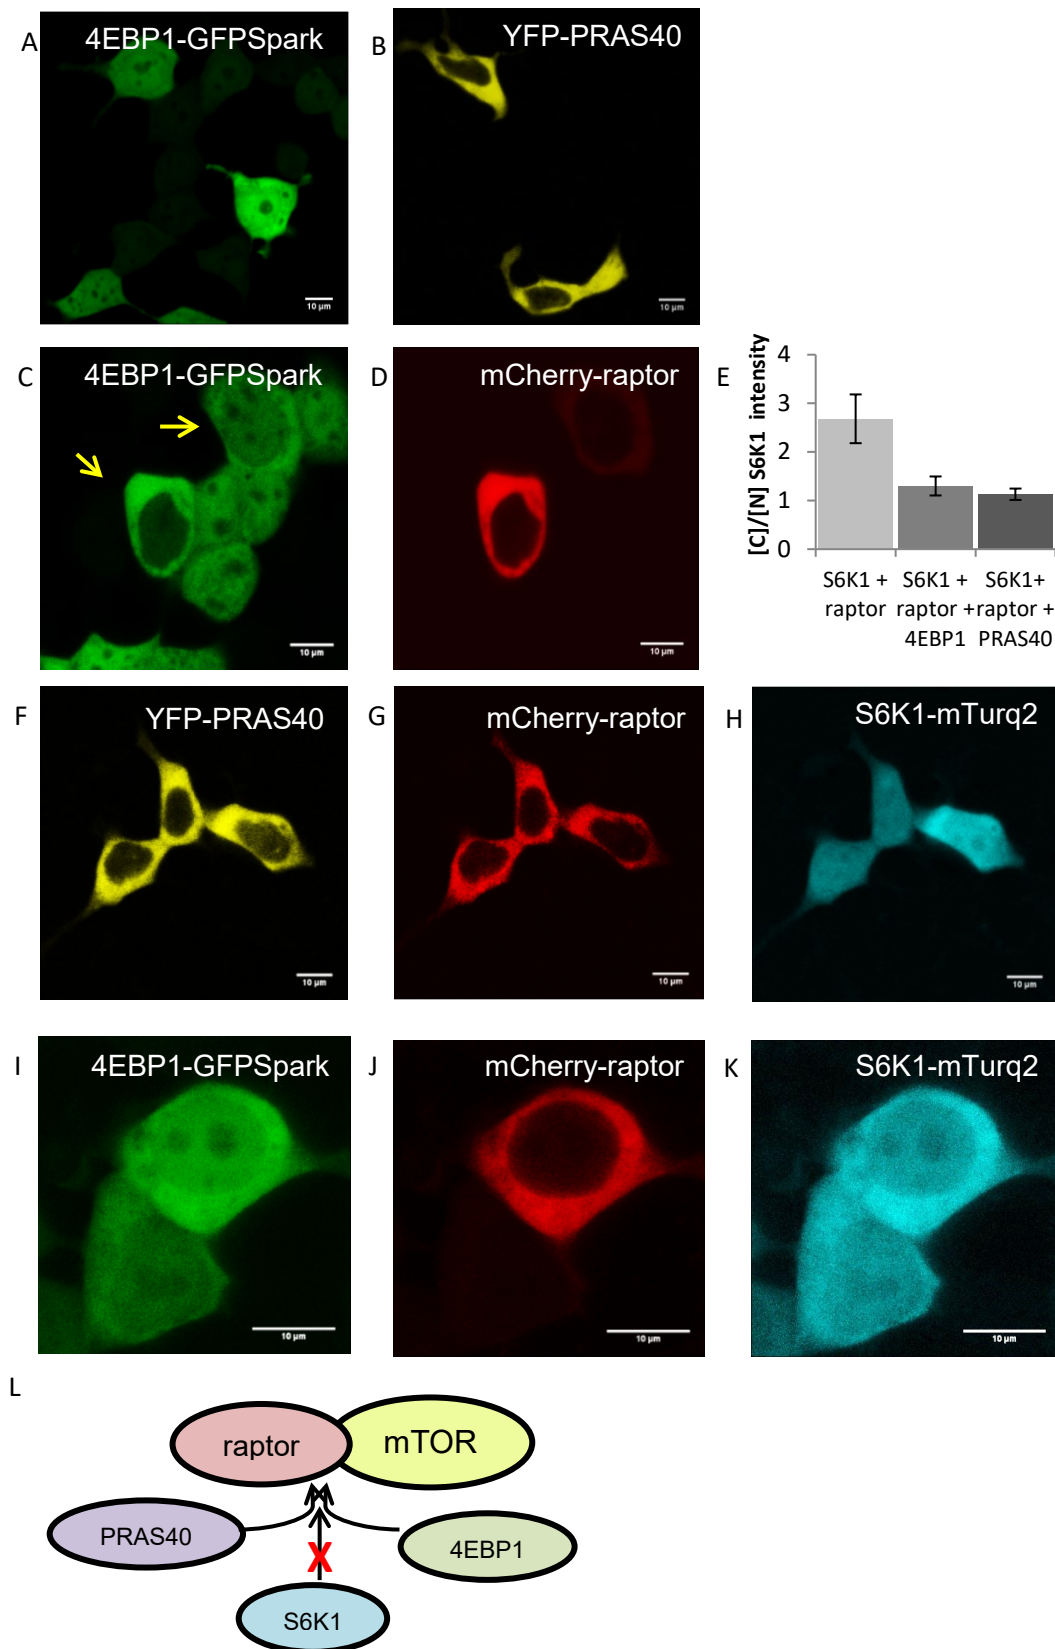 A
4EBP1-GFPSpark
10 µm
B
YFP-PRAS40
10 µm
C
4EBP1-GFPSpark
10 µm
D
mCherry-raptor
10 µm
E
[C]/[N] S6K1 intensity
4
3
2
1
0
S6K1 +
raptor
S6K1 +
raptor +
4EBP1
S6K1+
raptor +
PRAS40
F
YFP-PRAS40
10 µm
G
mCherry-raptor
10 µm
H
S6K1-mTurq2
10 µm
I
4EBP1-GFPSpark
10 µm
J
mCherry-raptor
10 µm
K
S6K1-mTurq2
10 µm
L
raptor
mTOR
PRAS40
4EBP1
X
S6K1